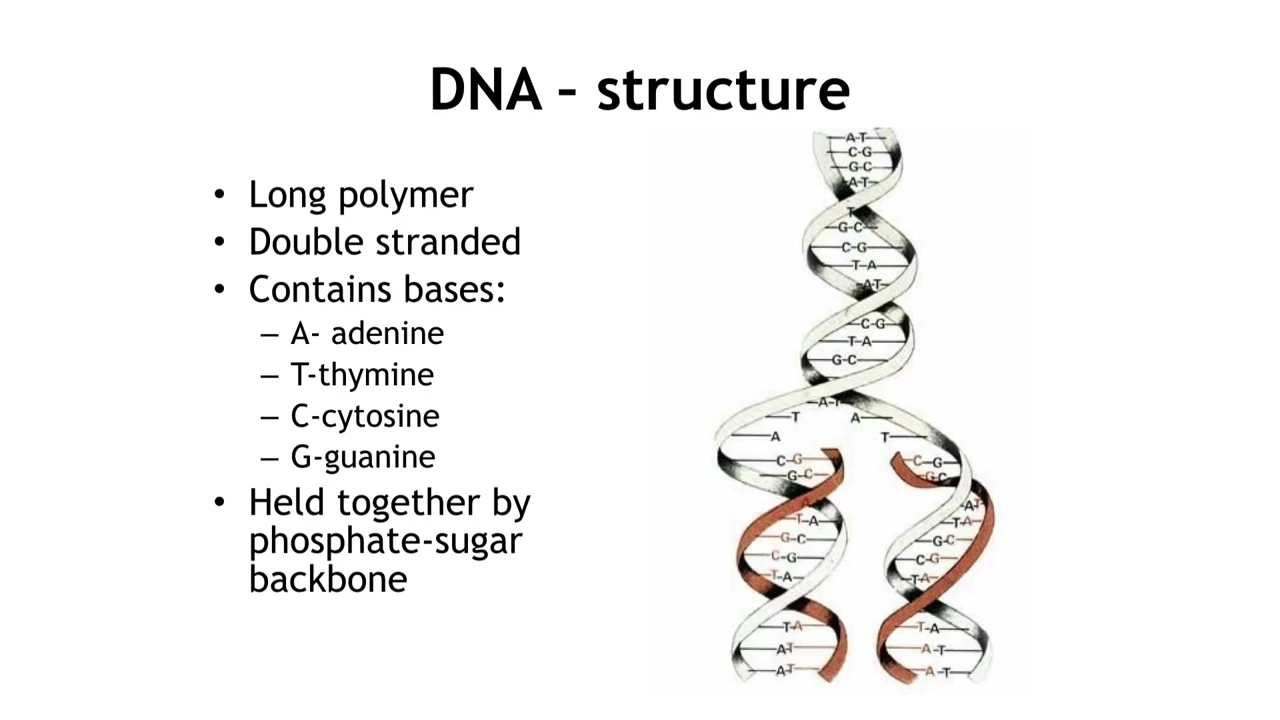 DNA – structure
• Long polymer
• Double stranded
• Contains bases:
– A- adenine
– T-thymine
– C-cytosine
– G-guanine
• Held together by
phosphate-sugar
backbone
A-T
C-G
G-C
A-T
T
G-C
C-G
T-A
A-T
C-G
T-A
G-C
A-T
T A
A T
C-G C-G
G-C G-C
A-T
T-A T-A
G-C G-C
C-G C-G
T-A T-A
T-A T-A
A-T A-T
A-T A-T